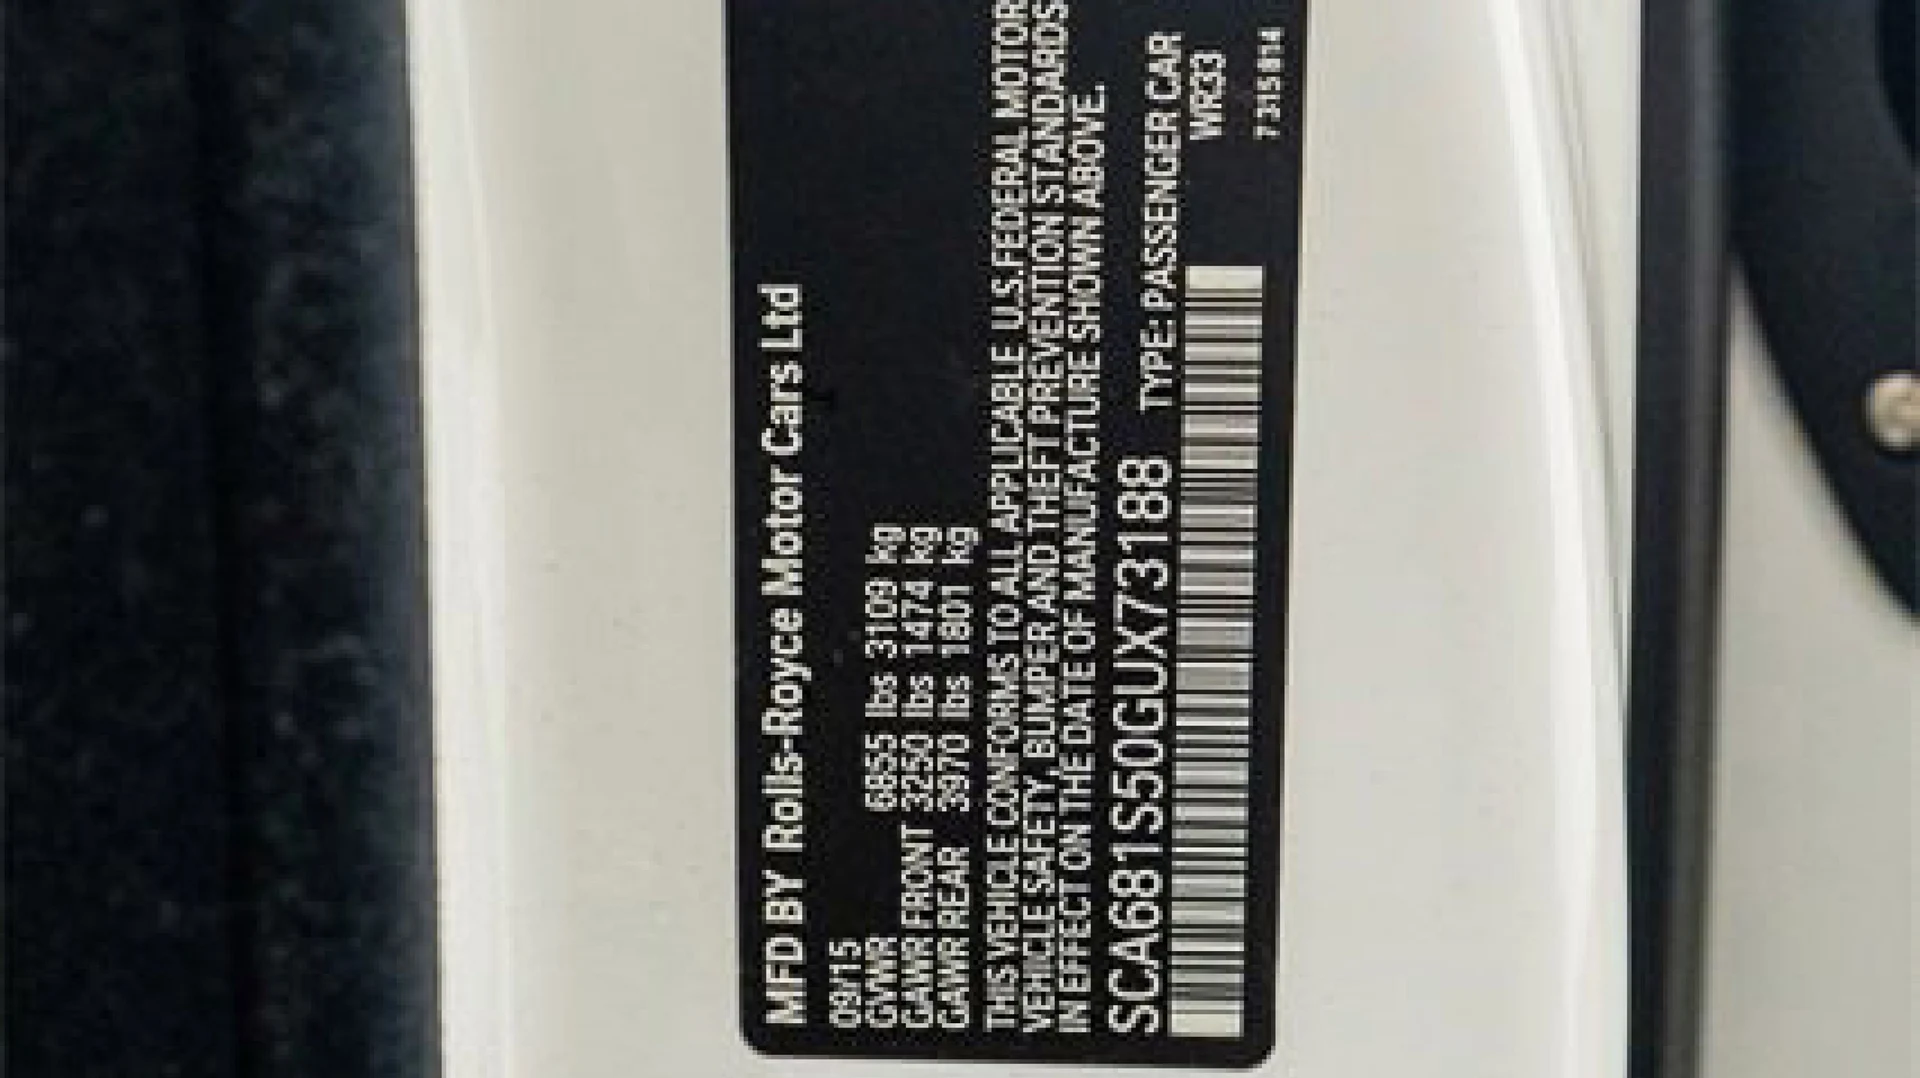 MFD BY Rolls-Royce Motor Cars Ltd
09/15
GVWR 6855 lbs 3109 kg
GAWR FRONT 3250 lbs 1474 kg
GAWR REAR 3970 lbs 1801 kg
THIS VEHICLE CONFORMS TO ALL APPLICABLE U.S.FEDERAL MOTOR
VEHICLE SAFETY, BUMPER AND THEFT PREVENTION STANDARDS
IN EFFECT ON THE DATE OF MANUFACTURE SHOWN ABOVE.
SCA681S50GUX73188 TYPE: PASSENGER CAR
WR33
7315814